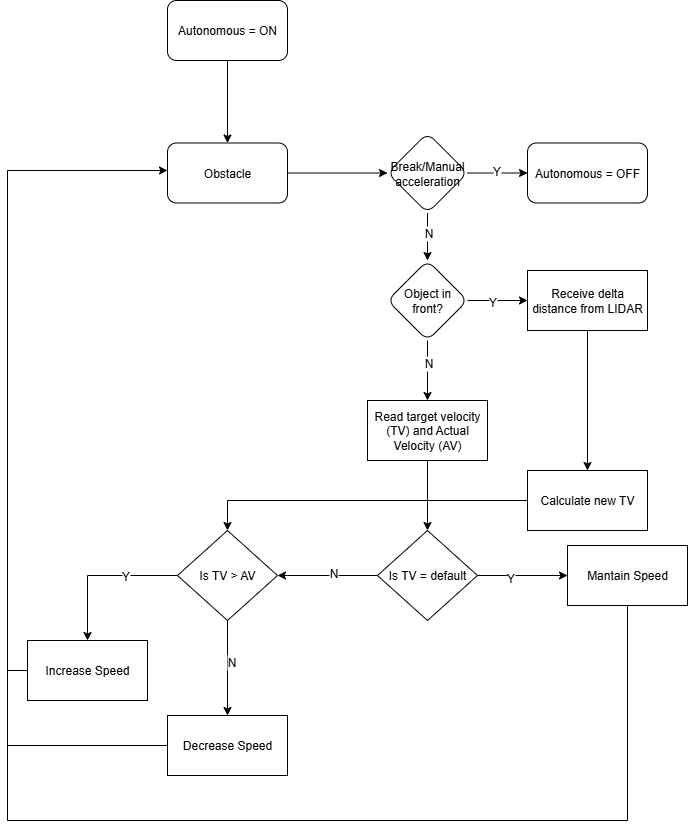 Autonomous = ON
Obstacle
Break/Manual
acceleration
Y
Autonomous = OFF
N
Object in
front?
Y
Receive delta
distance from LIDAR
N
Read target velocity
(TV) and Actual
Velocity (AV)
Calculate new TV
Is TV > AV
N
Is TV = default
Y
Mantain Speed
Y
Increase Speed
N
Decrease Speed